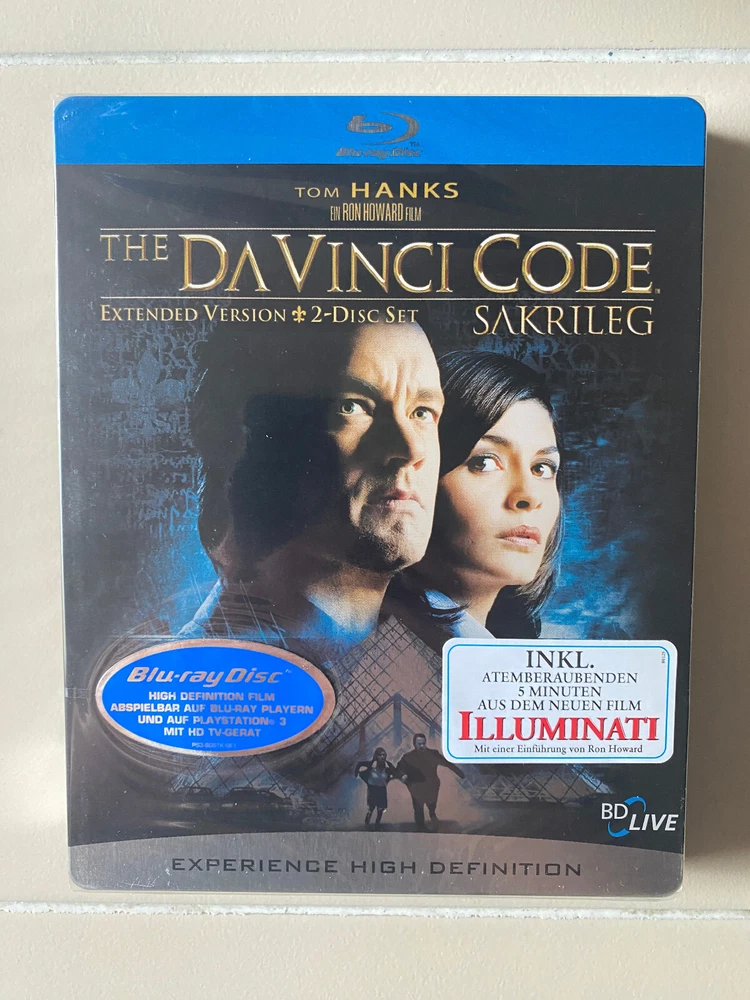 Blu-ray Disc
TOM HANKS
EIN RON HOWARD FILM
THE DA VINCI CODE
EXTENDED VERSION 2-DISC SET
SAKRILEG
Blu-ray Disc
HIGH DEFINITION FILM
ABSPIELBAR AUF BLU-RAY PLAYERN
UND AUF PLAYSTATION® 3
MIT HD TV-GERÄT
INKL.
ATEMBERAUBENDEN
5 MINUTEN
AUS DEM NEUEN FILM
ILLUMINATI
Mit einer Einführung von Ron Howard
BD LIVE
EXPERIENCE HIGH DEFINITION